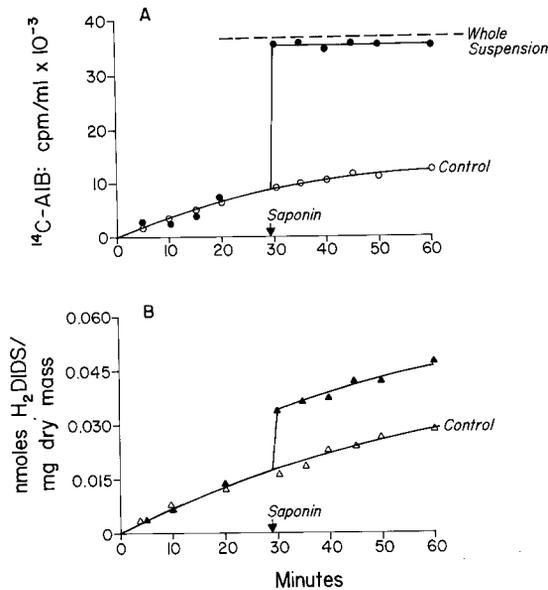 A
¹⁴C-AIB: cpm/ml x 10⁻³
40
30
20
10
0
Whole
Suspension
Control
Saponin
0 10 20 30 40 50 60
B
nmoles H₂DIDS/
mg dry mass
0.060
0.045
0.030
0.015
0
Control
Saponin
0 10 20 30 40 50 60
Minutes